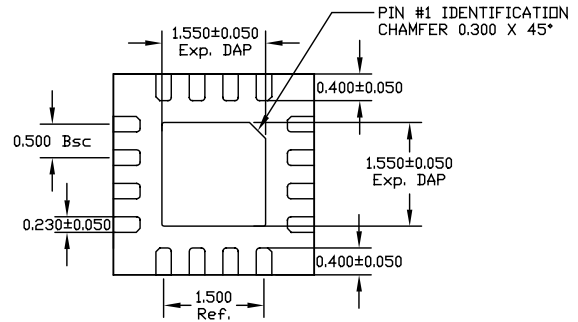 PIN #1 IDENTIFICATION
CHAMFER 0.300 X 45°
1.550±0.050
Exp. DAP
0.400±0.050
0.500 Bsc
1.550±0.050
Exp. DAP
0.230±0.050
0.400±0.050
1.500
Ref.